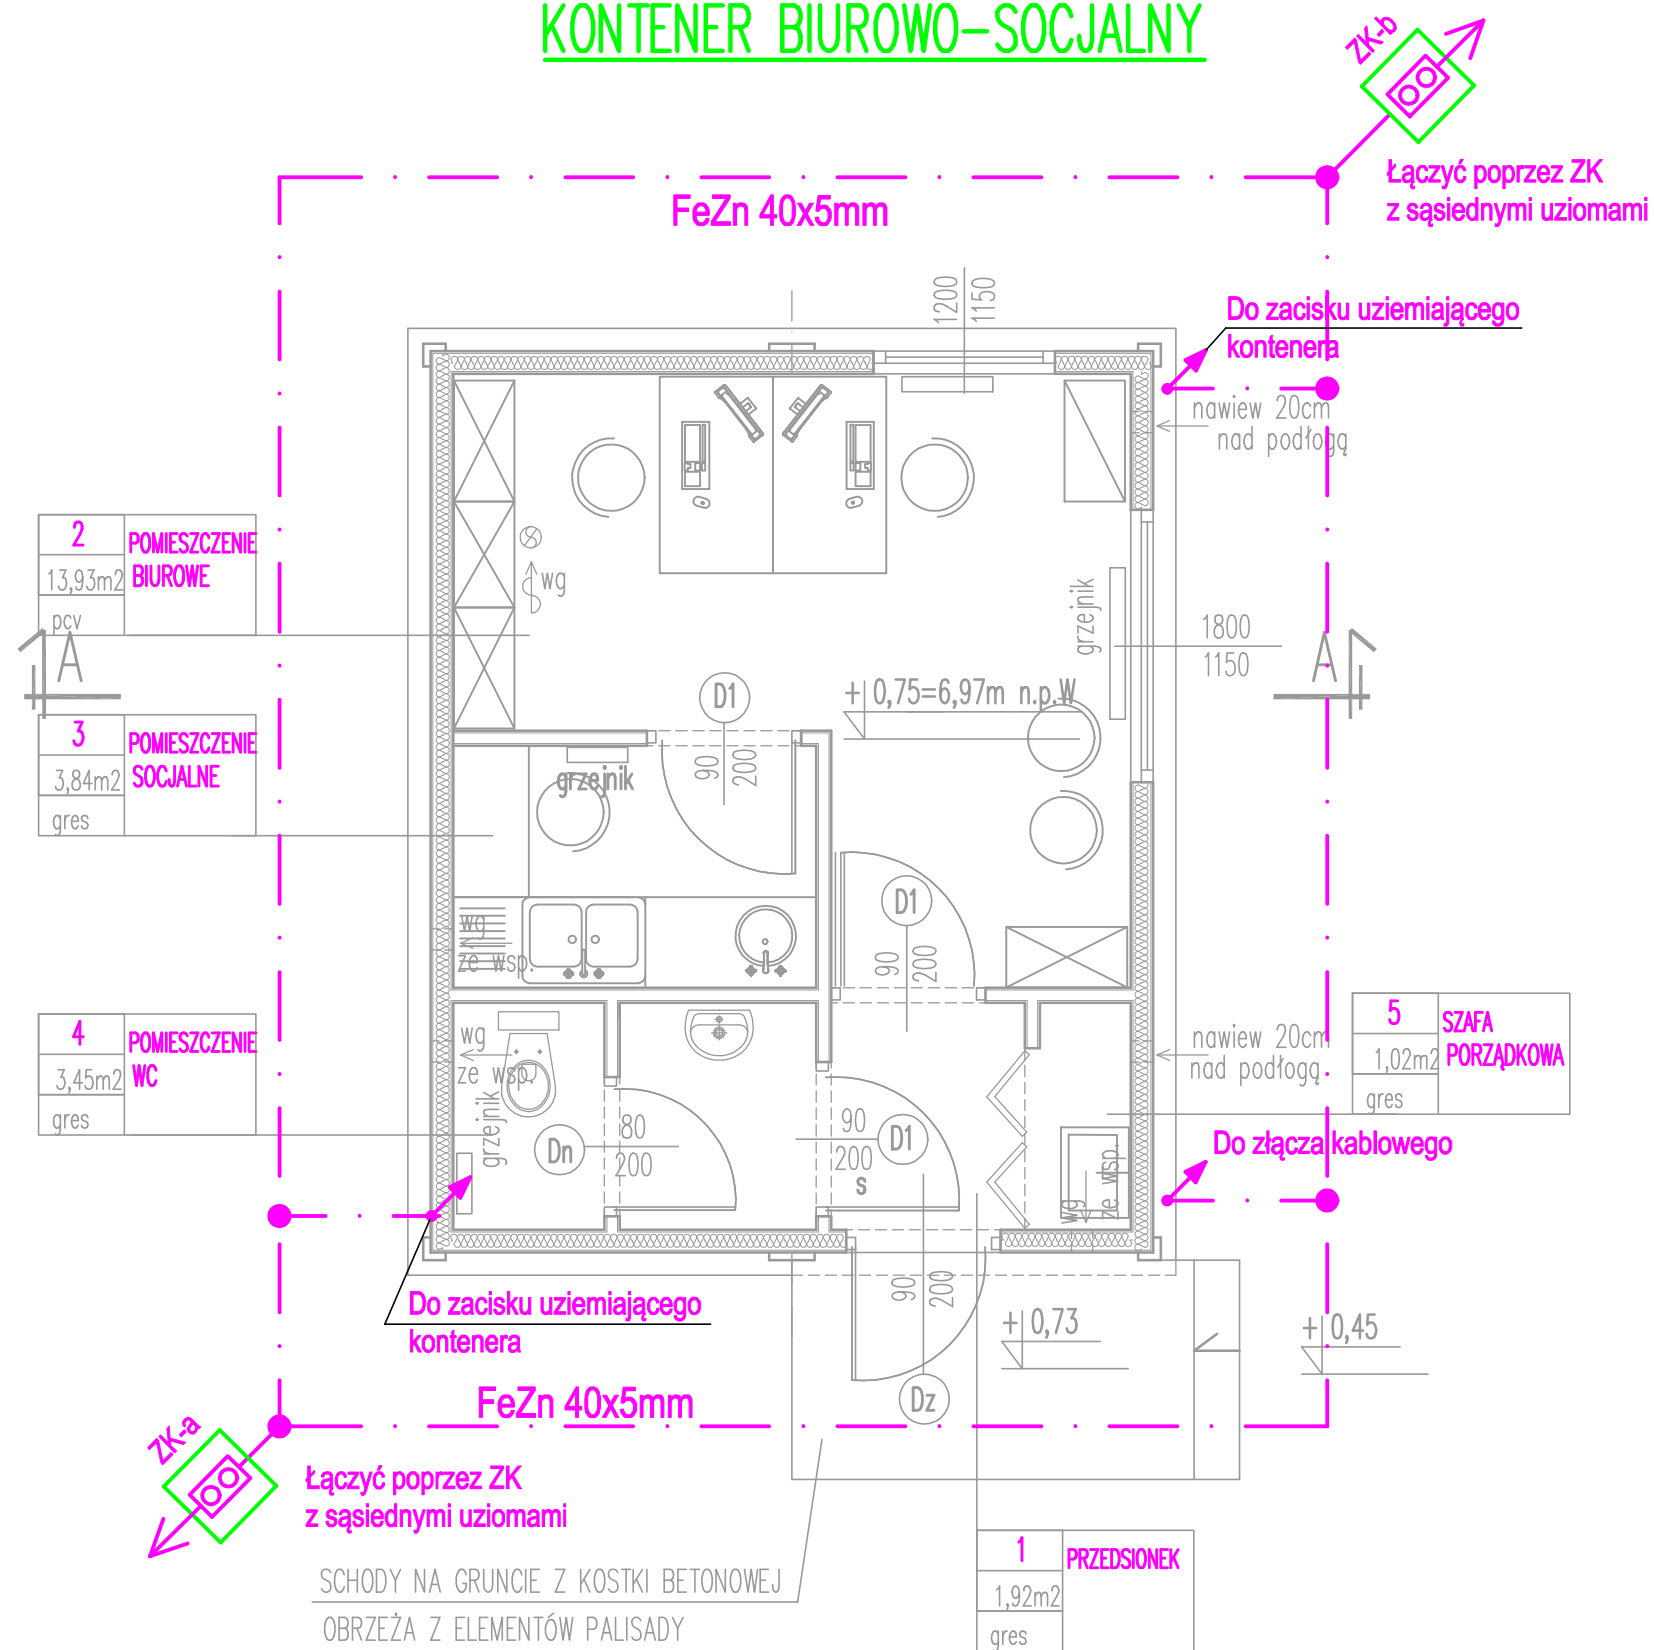 KONTENER BIUROWO-SOCJALNY
ZK-b
Łączyć poprzez ZK
z sąsiednymi uziomami
FeZn 40x5mm
1200
1150
Do zacisku uziemiającego
kontenera
nawiew 20cm
nad podłogą
2
POMIESZCZENIE
BIUROWE
13,93m2
pcv
wg
grzejnik
1800
1150
A
1
A
1
D1
+ 0,75=6,97m n.p.W
90
200
3
POMIESZCZENIE
SOCJALNE
3,84m2
gres
grzejnik
D1
90
200
wg
ze wsp.
4
POMIESZCZENIE
WC
3,45m2
gres
wg
ze wsp.
grzejnik
5
SZAFA
PORZĄDKOWA
1,02m2
gres
nawiew 20cm
nad podłogą
Dn
80
200
90
200
s
D1
wg
ze wsp.
Do złącza kablowego
90
200
Dz
+ 0,73
+ 0,45
Do zacisku uziemiającego
kontenera
FeZn 40x5mm
ZK-a
Łączyć poprzez ZK
z sąsiednymi uziomami
SCHODY NA GRUNCIE Z KOSTKI BETONOWEJ
OBRZEŻA Z ELEMENTÓW PALISADY
1
PRZEDSIONEK
1,92m2
gres